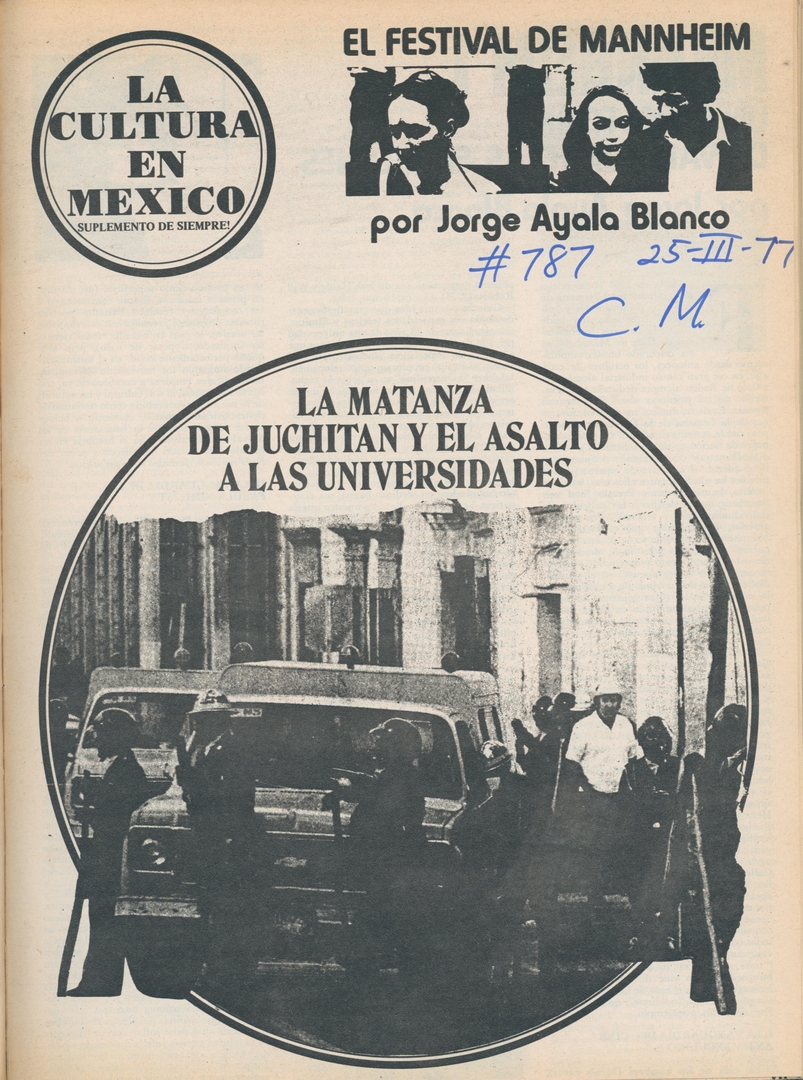 LA
CULTURA
EN
MEXICO
SUPLEMENTO DE SIEMPRE!
EL FESTIVAL DE MANNHEIM
por Jorge Ayala Blanco
#787 25-III-77
C. M.
LA MATANZA
DE JUCHITAN Y EL ASALTO
A LAS UNIVERSIDADES